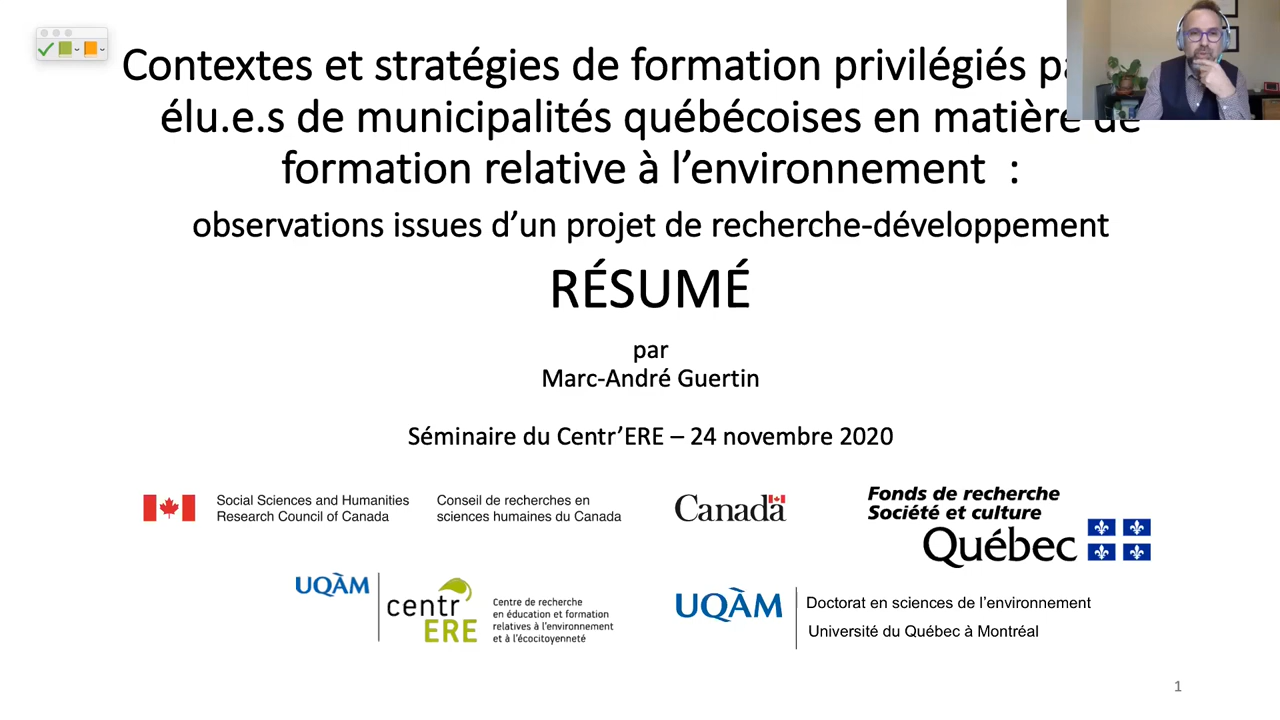 Contextes et stratégies de formation privilégiés
élu.e.s de municipalités québécoises en matière de
formation relative à l’environnement :
observations issues d’un projet de recherche-développement
RÉSUMÉ
par
Marc-André Guertin
Séminaire du Centr’ERE – 24 novembre 2020
Social Sciences and Humanities
Research Council of Canada
Conseil de recherches en
sciences humaines du Canada
Canada
Fonds de recherche
Société et culture
Québec
UQÀM
centr
ERE
Centre de recherche
en éducation et formation
relatives à l’environnement
et à l’écocitoyenneté
UQÀM
Doctorat en sciences de l’environnement
Université du Québec à Montréal
1